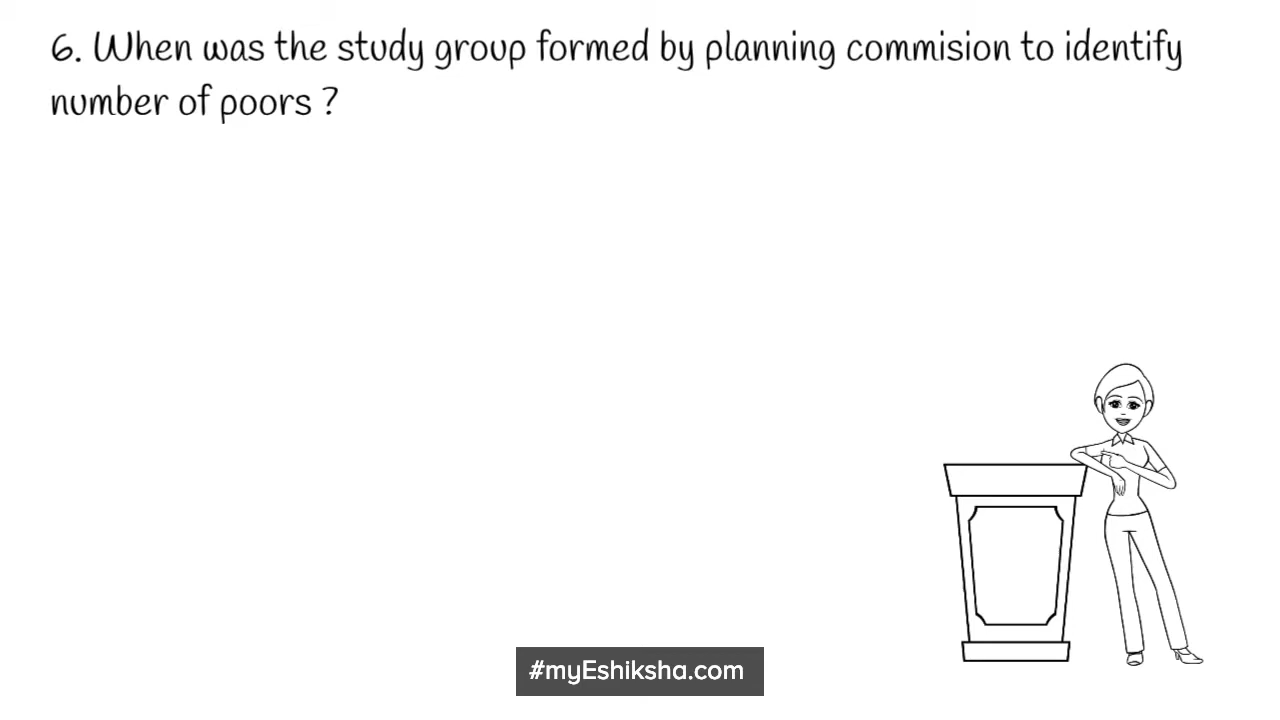 6. When was the study group formed by planning commision to identify
number of poors ?
#myEshiksha.com